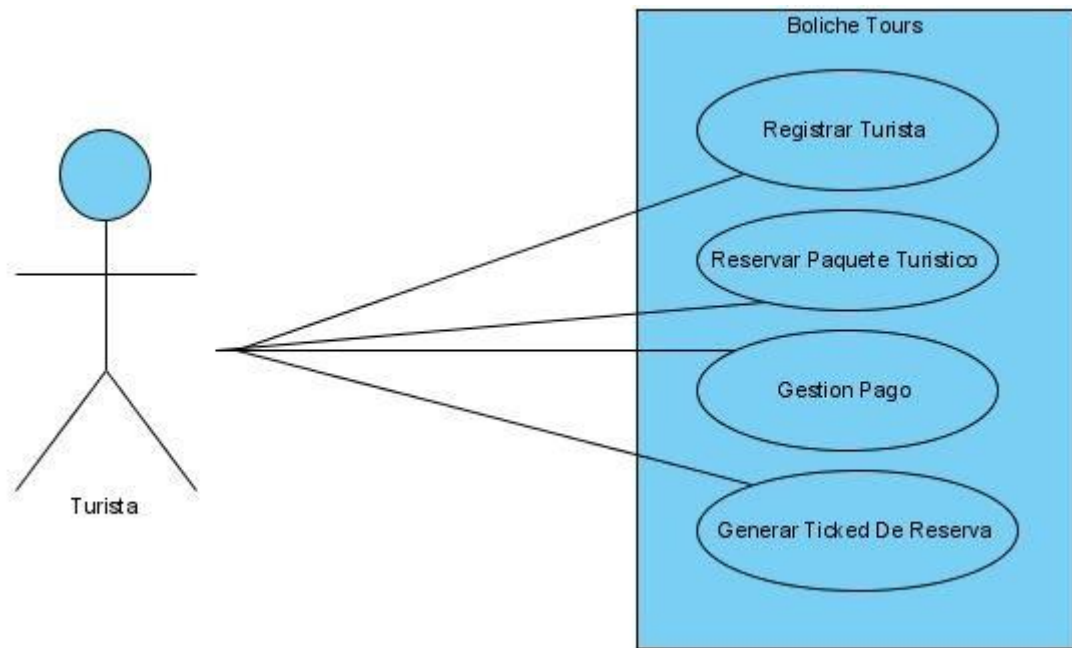 Boliche Tours
Registrar Turista
Reservar Paquete Turistico
Gestion Pago
Generar Ticked De Reserva
Turista